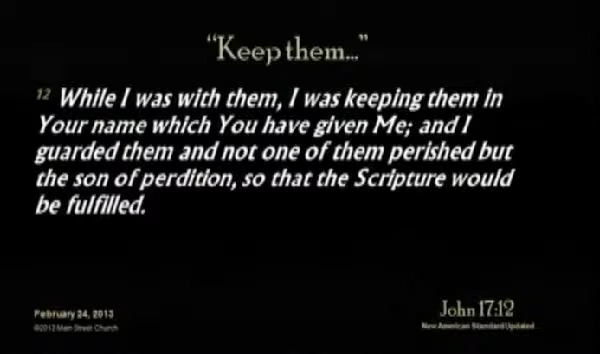 “Keep them...”
12 While I was with them, I was keeping them in
Your name which You have given Me; and I
guarded them and not one of them perished but
the son of perdition, so that the Scripture would
be fulfilled.
February 24, 2013
©2013 Main Street Church
John 17:12
New American Standard Updated